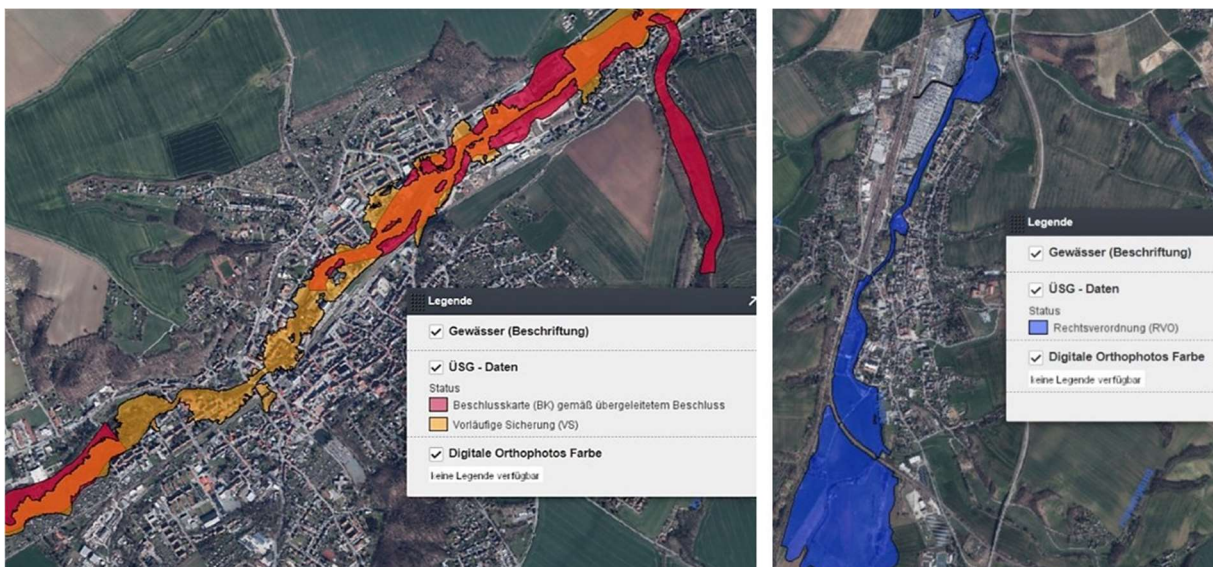 Legende
Gewässer (Beschriftung)
ÜSG - Daten
Status
Beschlusskarte (BK) gemäß übergeleitetem Beschluss
Vorläufige Sicherung (VS)
Digitale Orthophotos Farbe
keine Legende verfügbar
Legende
Gewässer (Beschriftung)
ÜSG - Daten
Status
Rechtsverordnung (RVO)
Digitale Orthophotos Farbe
keine Legende verfügbar